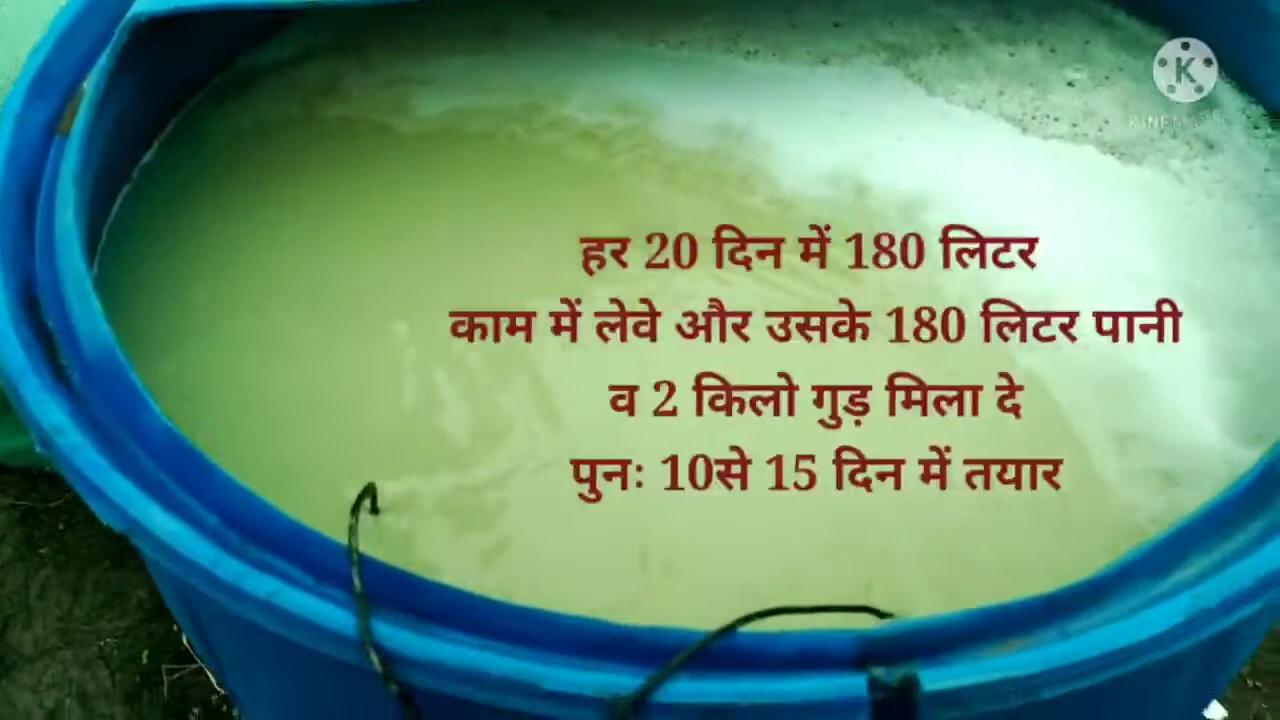 K
हर 20 दिन में 180 लिटर
काम में लेवे और उसके 180 लिटर पानी
व 2 किलो गुड़ मिला दे
पुनः 10से 15 दिन में तयार